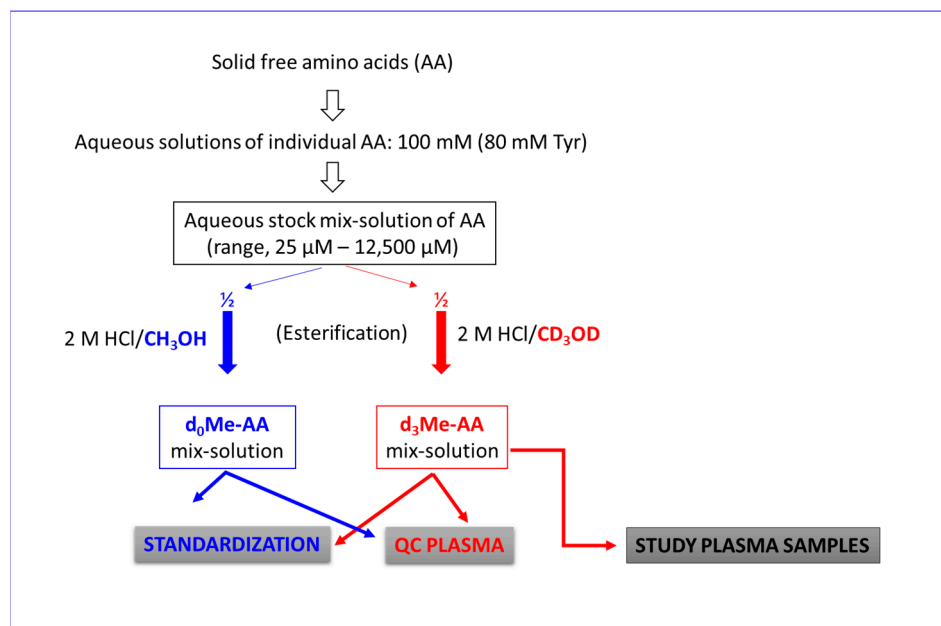 Solid free amino acids (AA)
Aqueous solutions of individual AA: 100 mM (80 mM Tyr)
Aqueous stock mix-solution of AA
(range, 25 µM – 12,500 µM)
½ ½
2 M HCl/CH₃OH (Esterification) 2 M HCl/CD₃OD
d₀Me-AA d₃Me-AA
mix-solution mix-solution
STANDARDIZATION QC PLASMA STUDY PLASMA SAMPLES